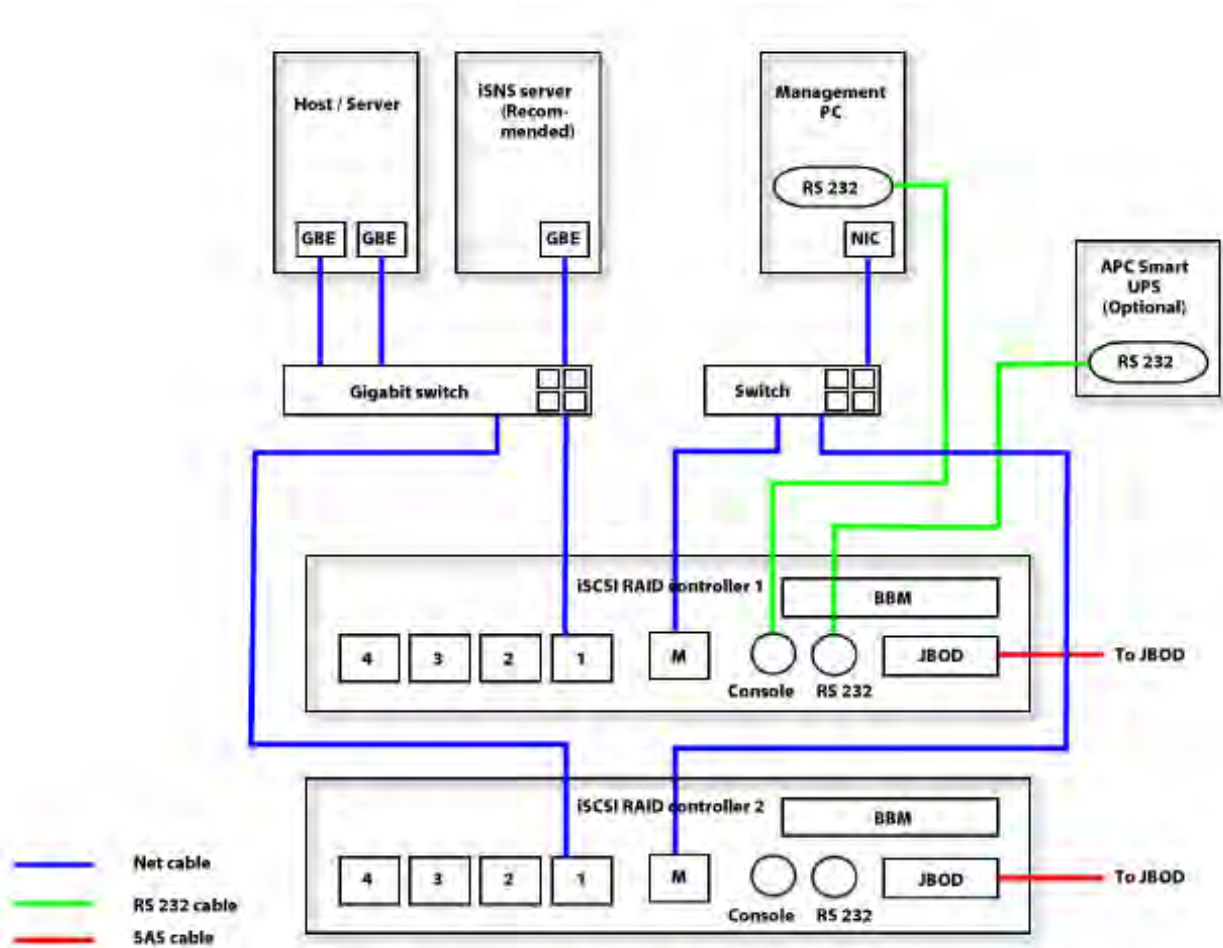 Host / Server
iSNS server
(Recom-
mended)
Management
PC
RS 232
GBE
GBE
GBE
NIC
APC Smart
UPS
(Optional)
RS 232
Gigabit switch
Switch
iSCSI RAID controller 1
BBM
4
3
2
1
M
JBOD
To JBOD
Console
RS 232
iSCSI RAID controller 2
BBM
4
3
2
1
M
JBOD
To JBOD
Console
RS 232
Net cable
RS 232 cable
SAS cable